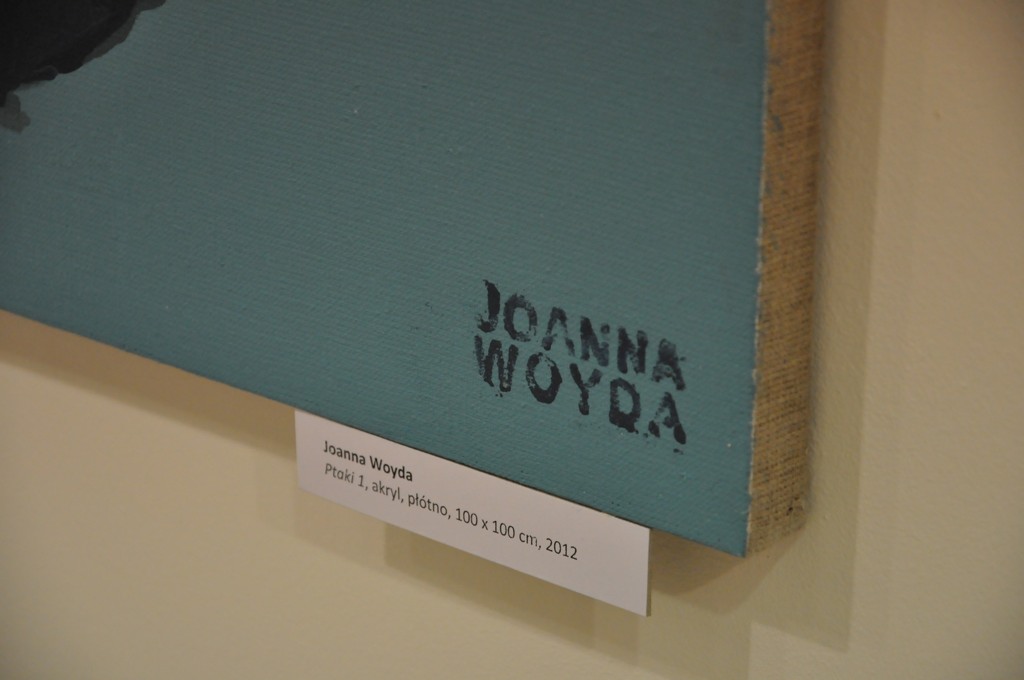 JOANNA
WOYDA
Joanna Woyda
Ptaki 1, akryl, płótno, 100 x 100 cm, 2012